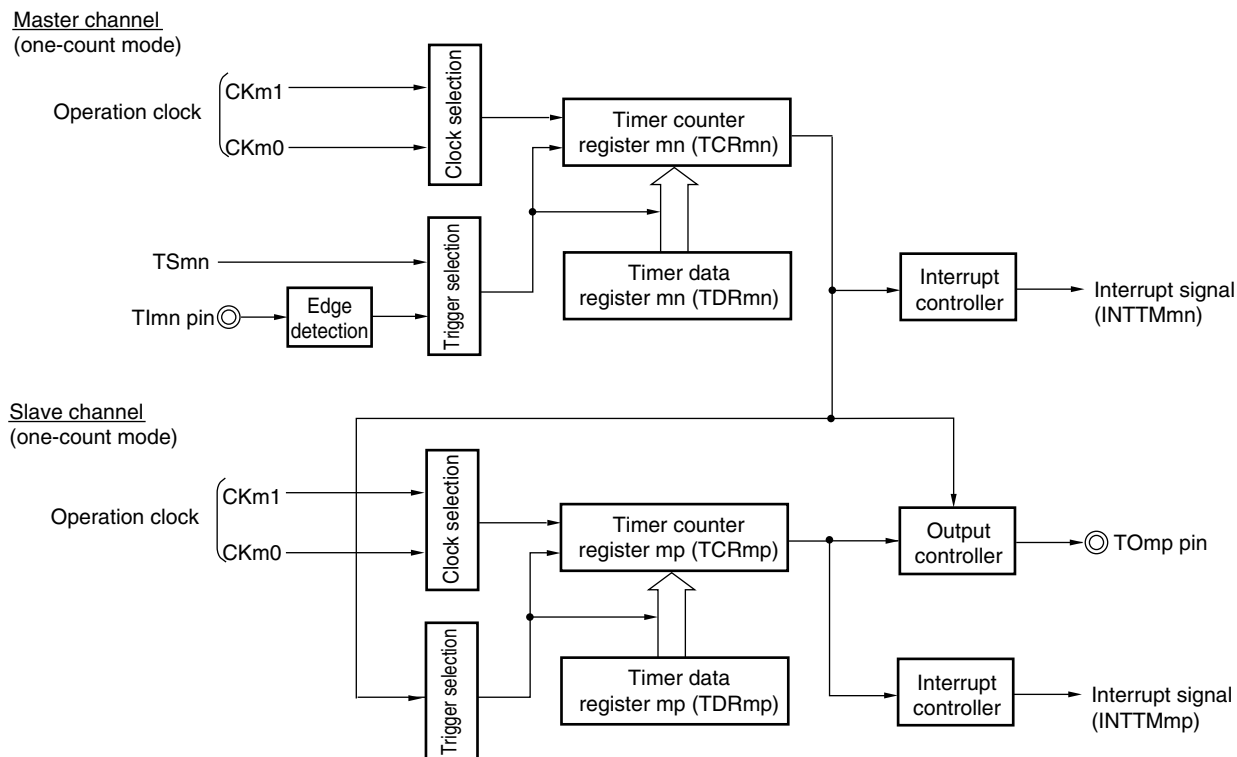 Master channel
(one-count mode)
Operation clock
CKm1
CKm0
Clock selection
Timer counter
register mn (TCRmn)
TSmn
TImn pin
Edge
detection
Trigger selection
Timer data
register mn (TDRmn)
Interrupt
controller
Interrupt signal
(INTTMmn)
Slave channel
(one-count mode)
Operation clock
CKm1
CKm0
Clock selection
Timer counter
register mp (TCRmp)
Output
controller
TOmp pin
Trigger selection
Timer data
register mp (TDRmp)
Interrupt
controller
Interrupt signal
(INTTMmp)